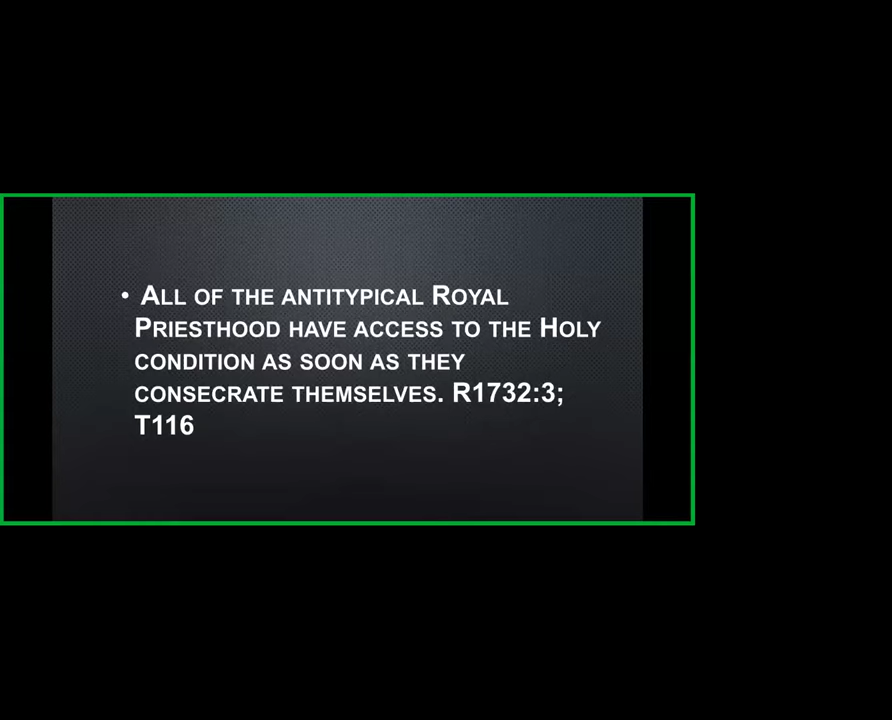 • All of the antitypical Royal
Priesthood have access to the Holy
condition as soon as they
consecrate themselves. R1732:3;
T116